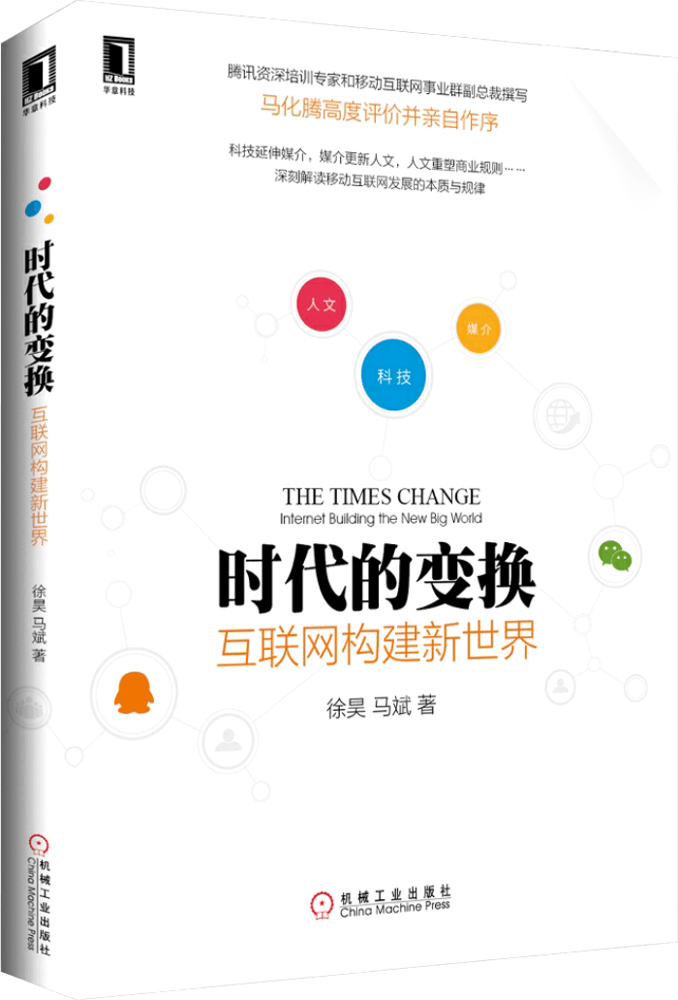 HZ Books
华章科技
时代的变换
互联网构建新世界
徐昊 马斌 著
机械工业出版社
China Machine Press
HZ Books
华章科技
腾讯资深培训专家和移动互联网事业群副总裁撰写
马化腾高度评价并亲自作序
科技延伸媒介，媒介更新人文，人文重塑商业规则……
深刻解读移动互联网发展的本质与规律
人文
科技
媒介
THE TIMES CHANGE
Internet Building the New Big World
时代的变换
互联网构建新世界
徐昊 马斌 著
机械工业出版社
China Machine Press